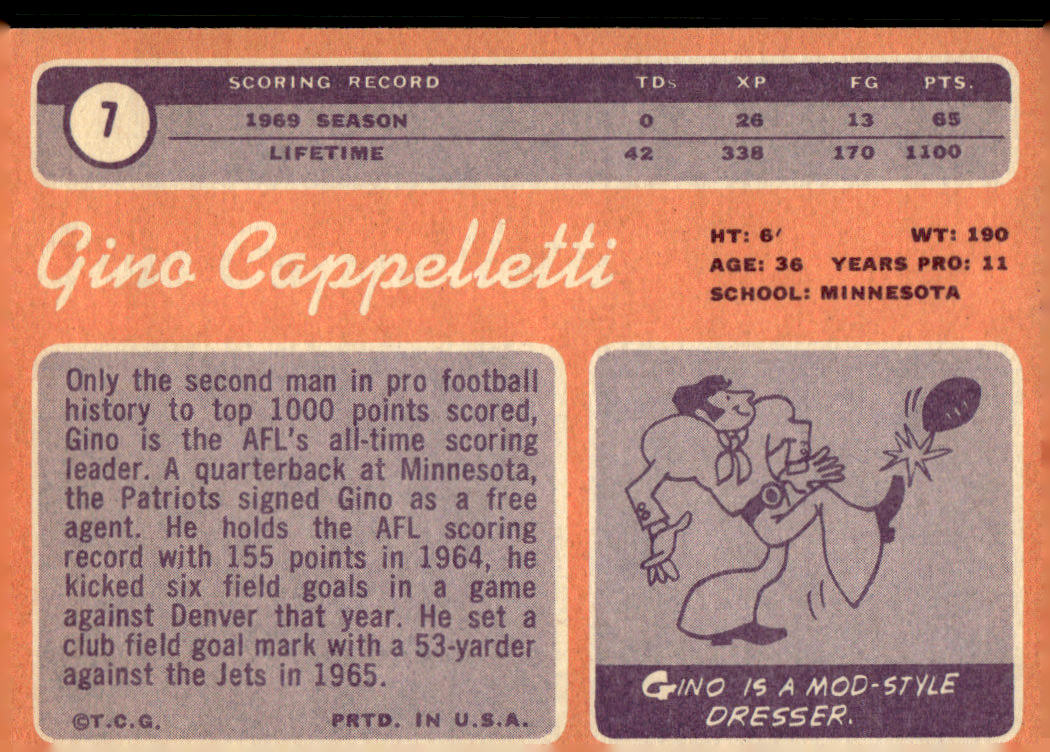 7
SCORING RECORD TDs XP FG PTS.
1969 SEASON 0 26 13 65
LIFETIME 42 338 170 1100
Gino Cappelletti
HT: 6′ WT: 190
AGE: 36 YEARS PRO: 11
SCHOOL: MINNESOTA
Only the second man in pro football
history to top 1000 points scored,
Gino is the AFL's all-time scoring
leader. A quarterback at Minnesota,
the Patriots signed Gino as a free
agent. He holds the AFL scoring
record with 155 points in 1964, he
kicked six field goals in a game
against Denver that year. He set a
club field goal mark with a 53-yarder
against the Jets in 1965.
©T.C.G. PRTD. IN U.S.A.
GINO IS A MOD-STYLE
DRESSER.